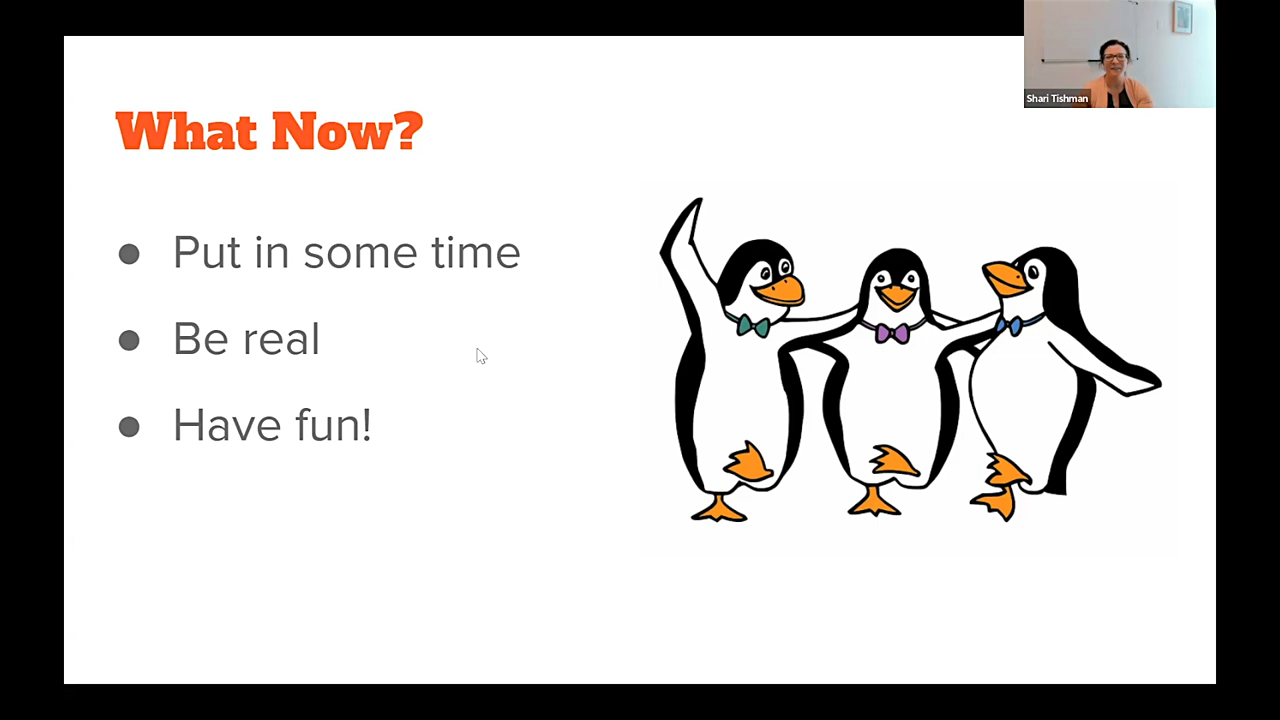 Shari Tishman
What Now?
● Put in some time
● Be real
● Have fun!